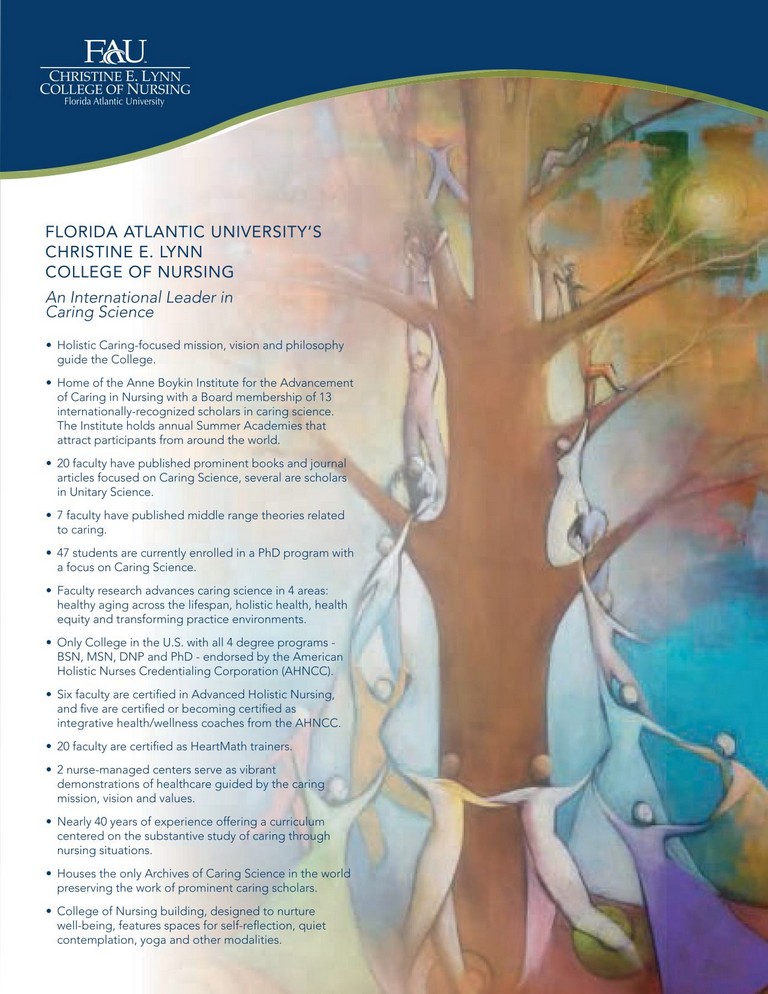 FAU
CHRISTINE E. LYNN
COLLEGE OF NURSING
Florida Atlantic University
FLORIDA ATLANTIC UNIVERSITY'S
CHRISTINE E. LYNN
COLLEGE OF NURSING
An International Leader in
Caring Science
• Holistic Caring-focused mission, vision and philosophy
guide the College.
• Home of the Anne Boykin Institute for the Advancement
of Caring in Nursing with a Board membership of 13
internationally-recognized scholars in caring science.
The Institute holds annual Summer Academies that
attract participants from around the world.
• 20 faculty have published prominent books and journal
articles focused on Caring Science, several are scholars
in Unitary Science.
• 7 faculty have published middle range theories related
to caring.
• 47 students are currently enrolled in a PhD program with
a focus on Caring Science.
• Faculty research advances caring science in 4 areas:
healthy aging across the lifespan, holistic health, health
equity and transforming practice environments.
• Only College in the U.S. with all 4 degree programs -
BSN, MSN, DNP and PhD - endorsed by the American
Holistic Nurses Credentialing Corporation (AHNCC).
• Six faculty are certified in Advanced Holistic Nursing,
and five are certified or becoming certified as
integrative health/wellness coaches from the AHNCC.
• 20 faculty are certified as HeartMath trainers.
• 2 nurse-managed centers serve as vibrant
demonstrations of healthcare guided by the caring
mission, vision and values.
• Nearly 40 years of experience offering a curriculum
centered on the substantive study of caring through
nursing situations.
• Houses the only Archives of Caring Science in the world
preserving the work of prominent caring scholars.
• College of Nursing building, designed to nurture
well-being, features spaces for self-reflection, quiet
contemplation, yoga and other modalities.